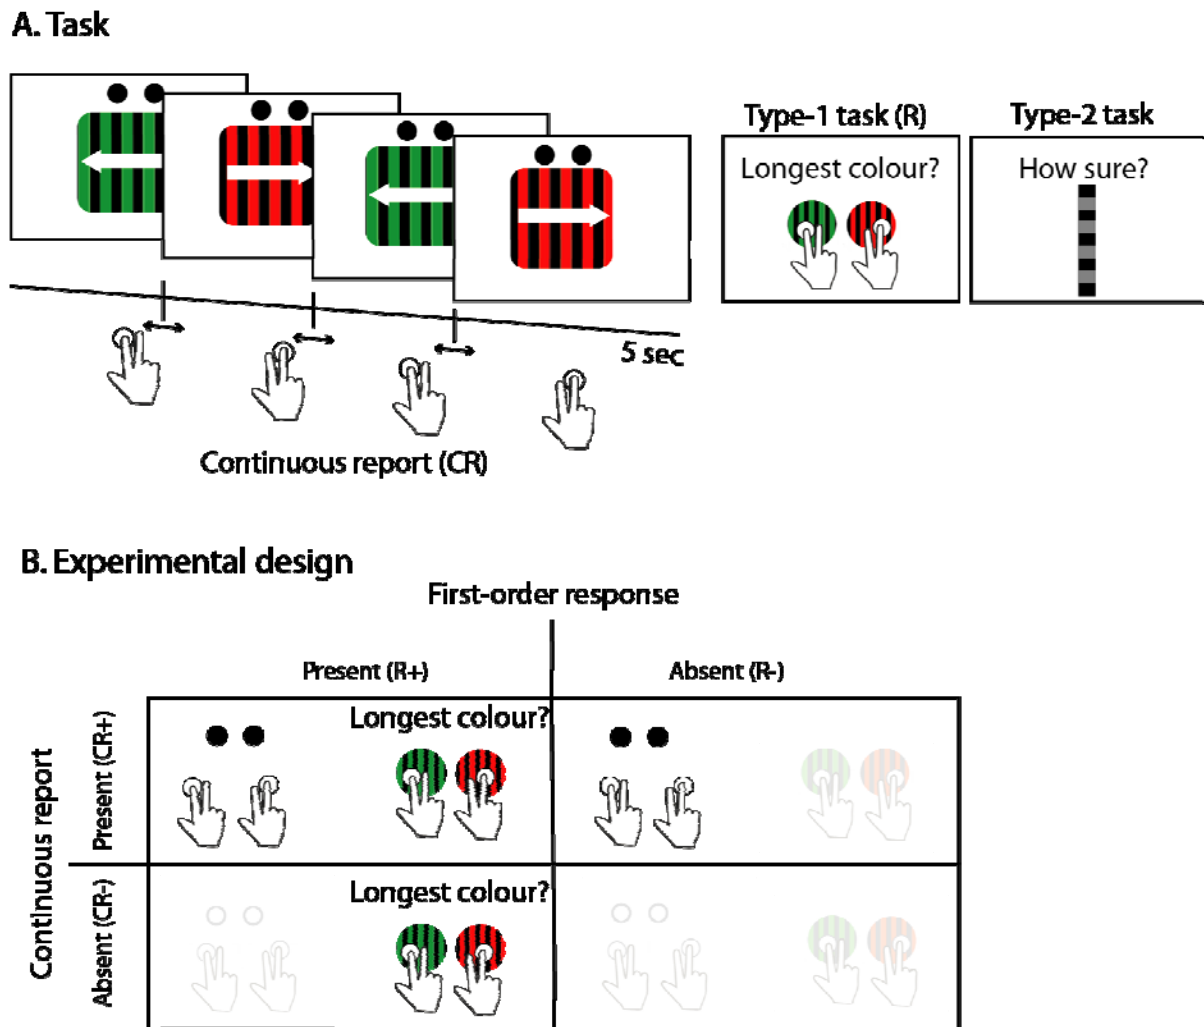 A. Task
Type-1 task (R)
Type-2 task
Longest colour?
How sure?
5 sec
Continuous report (CR)
B. Experimental design
First-order response
Present (R+)
Absent (R-)
Continuous report
Present (CR+)
Longest colour?
Absent (CR-)
Longest colour?